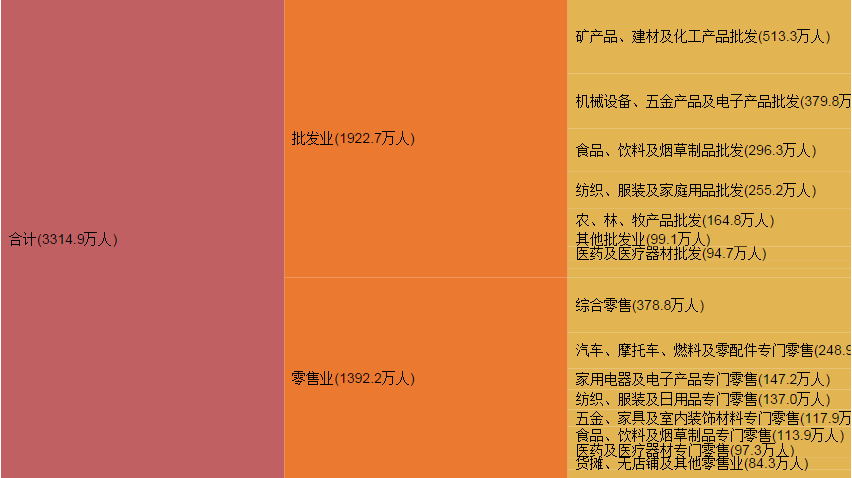 合计(3314.9万人)
批发业(1922.7万人)
矿产品、建材及化工产品批发(513.3万人)
机械设备、五金产品及电子产品批发(379.8万
食品、饮料及烟草制品批发(296.3万人)
纺织、服装及家庭用品批发(255.2万人)
农、林、牧产品批发(164.8万人)
其他批发业(99.1万人)
医药及医疗器材批发(94.7万人)
零售业(1392.2万人)
综合零售(378.8万人)
汽车、摩托车、燃料及零配件专门零售(248.9
家用电器及电子产品专门零售(147.2万人)
纺织、服装及日用品专门零售(137.0万人)
五金、家具及室内装饰材料专门零售(117.9万
食品、饮料及烟草制品专门零售(113.9万人)
医药及医疗器材专门零售(97.3万人)
货摊、无店铺及其他零售业(84.3万人)